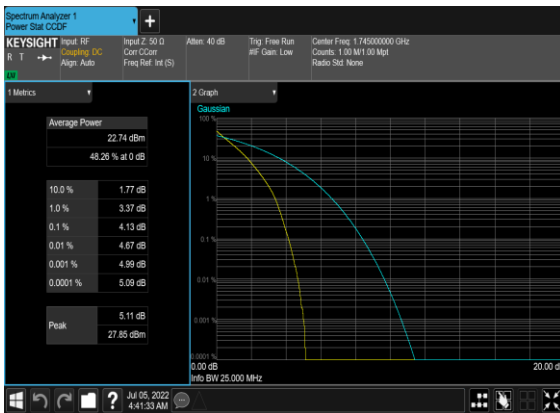 Spectrum Analyzer 1
Power Stat CCDF
KEYSIGHT
R T
LV
Input: RF
Coupling: DC
Align: Auto
Input Z: 50 Ω
Corr CCorr
Freq Ref: Int (S)
Atten: 40 dB
Trig: Free Run
#IF Gain: Low
Center Freq: 1.745000000 GHz
Counts: 1.00 M/1.00 Mpt
Radio Std: None
1 Metrics
Average Power
22.74 dBm
48.26 % at 0 dB
10.0 % 1.77 dB
1.0 % 3.37 dB
0.1 % 4.13 dB
0.01 % 4.67 dB
0.001 % 4.99 dB
0.0001 % 5.09 dB
Peak 5.11 dB
27.85 dBm
2 Graph
Gaussian
100 %
10 %
1 %
0.1 %
0.01 %
0.001 %
0.0001 %
0.00 dB
20.00 d
Info BW 25.000 MHz
Jul 05, 2022
4:41:33 AM